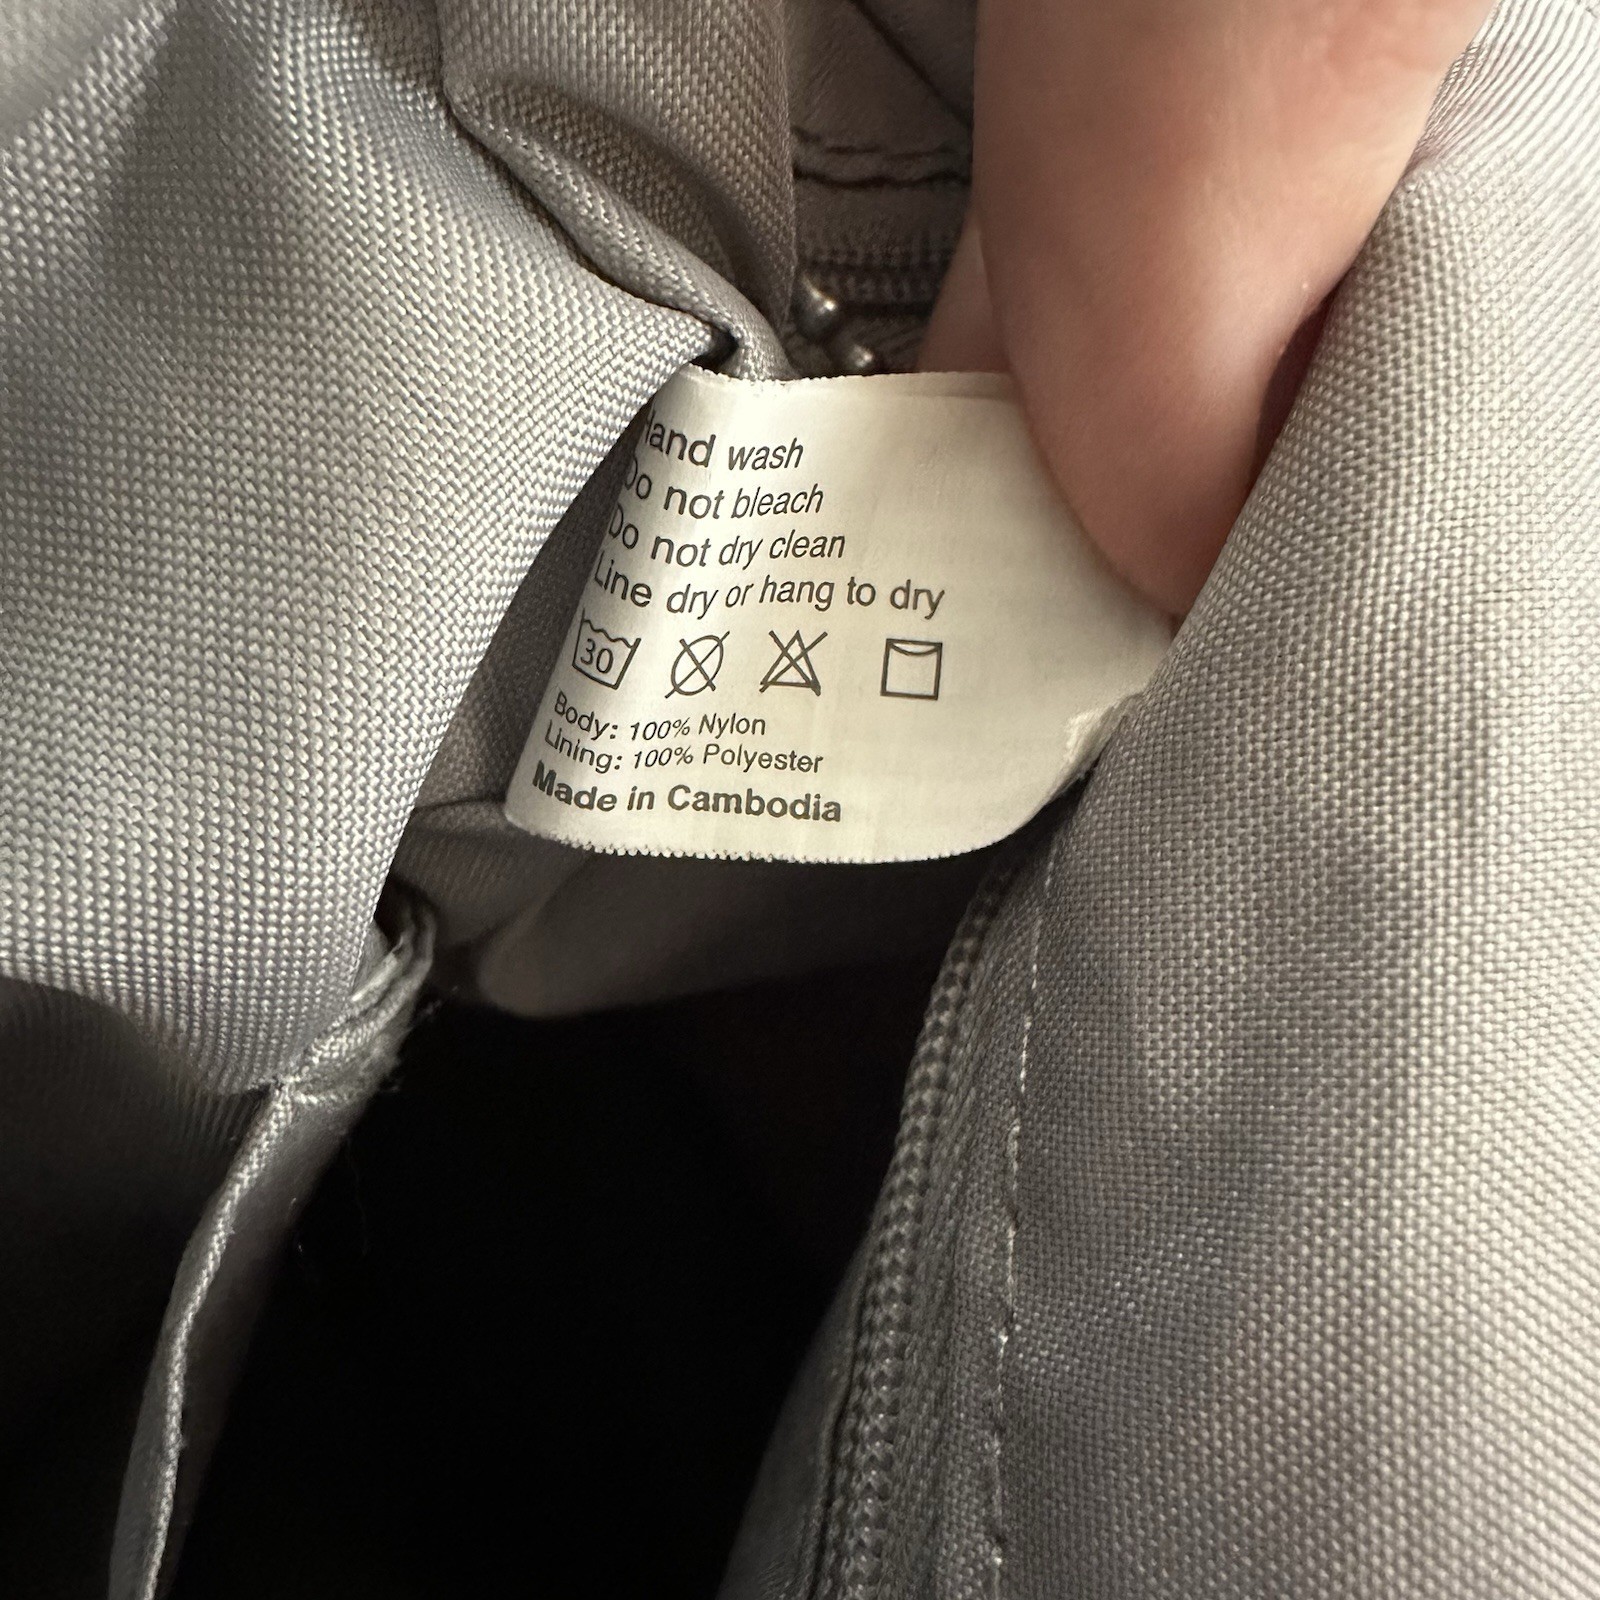 Hand wash
Do not bleach
Do not dry clean
Line dry or hang to dry
30
Body: 100% Nylon
Lining: 100% Polyester
Made in Cambodia